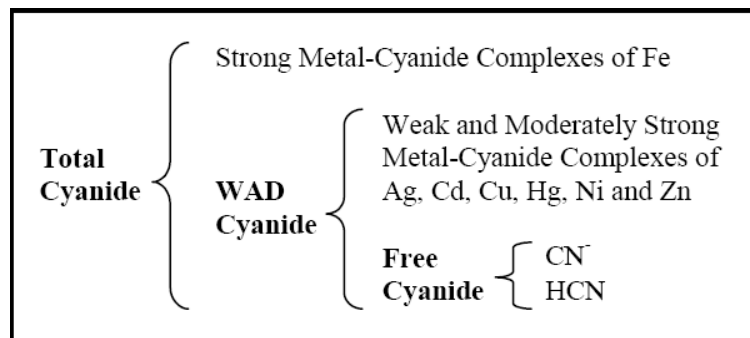 Strong Metal-Cyanide Complexes of Fe
Total
Cyanide
WAD
Cyanide
Weak and Moderately Strong
Metal-Cyanide Complexes of
Ag, Cd, Cu, Hg, Ni and Zn
Free
Cyanide
CN⁻
HCN